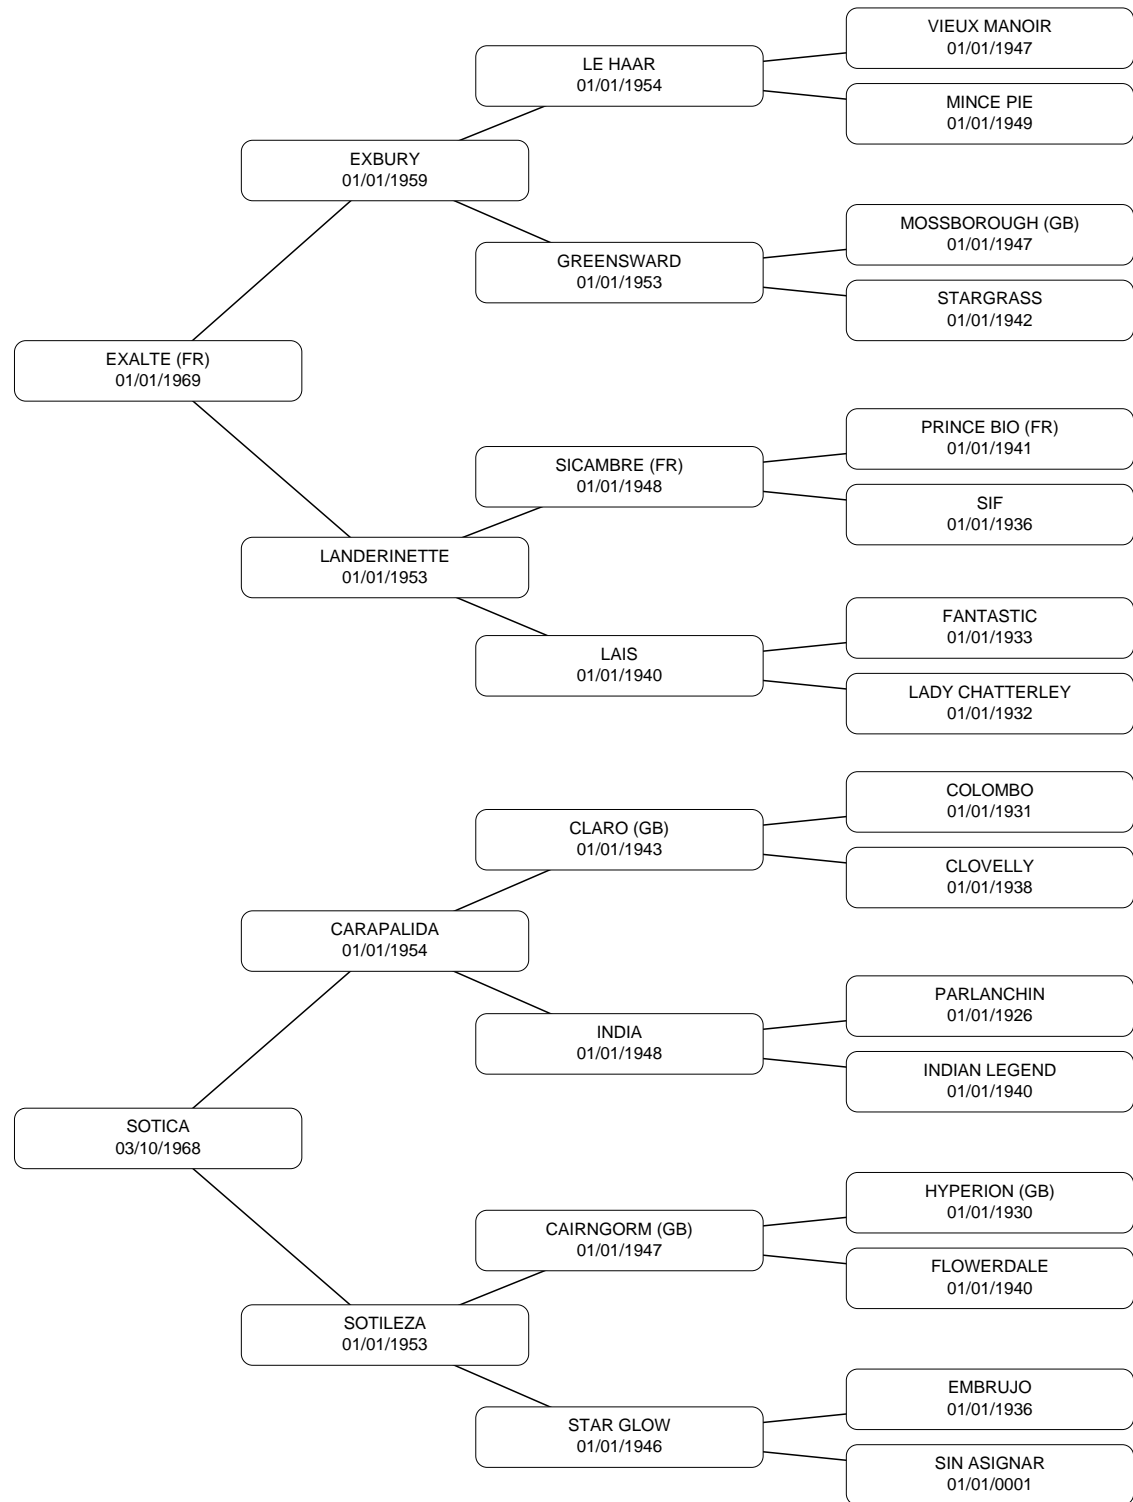 VIEUX MANOIR
01/01/1947
LE HAAR
01/01/1954
MINCE PIE
01/01/1949
EXBURY
01/01/1959
MOSSBOROUGH (GB)
01/01/1947
GREENSWARD
01/01/1953
STARGRASS
01/01/1942
EXALTE (FR)
01/01/1969
PRINCE BIO (FR)
01/01/1941
SICAMBRE (FR)
01/01/1948
SIF
01/01/1936
LANDERINETTE
01/01/1953
FANTASTIC
01/01/1933
LAIS
01/01/1940
LADY CHATTERLEY
01/01/1932
COLOMBO
01/01/1931
CLARO (GB)
01/01/1943
CLOVELLY
01/01/1938
CARAPALIDA
01/01/1954
PARLANCHIN
01/01/1926
INDIA
01/01/1948
INDIAN LEGEND
01/01/1940
SOTICA
03/10/1968
HYPERION (GB)
01/01/1930
CAIRNGORM (GB)
01/01/1947
FLOWERDALE
01/01/1940
SOTILEZA
01/01/1953
EMBRUJO
01/01/1936
STAR GLOW
01/01/1946
SIN ASIGNAR
01/01/0001